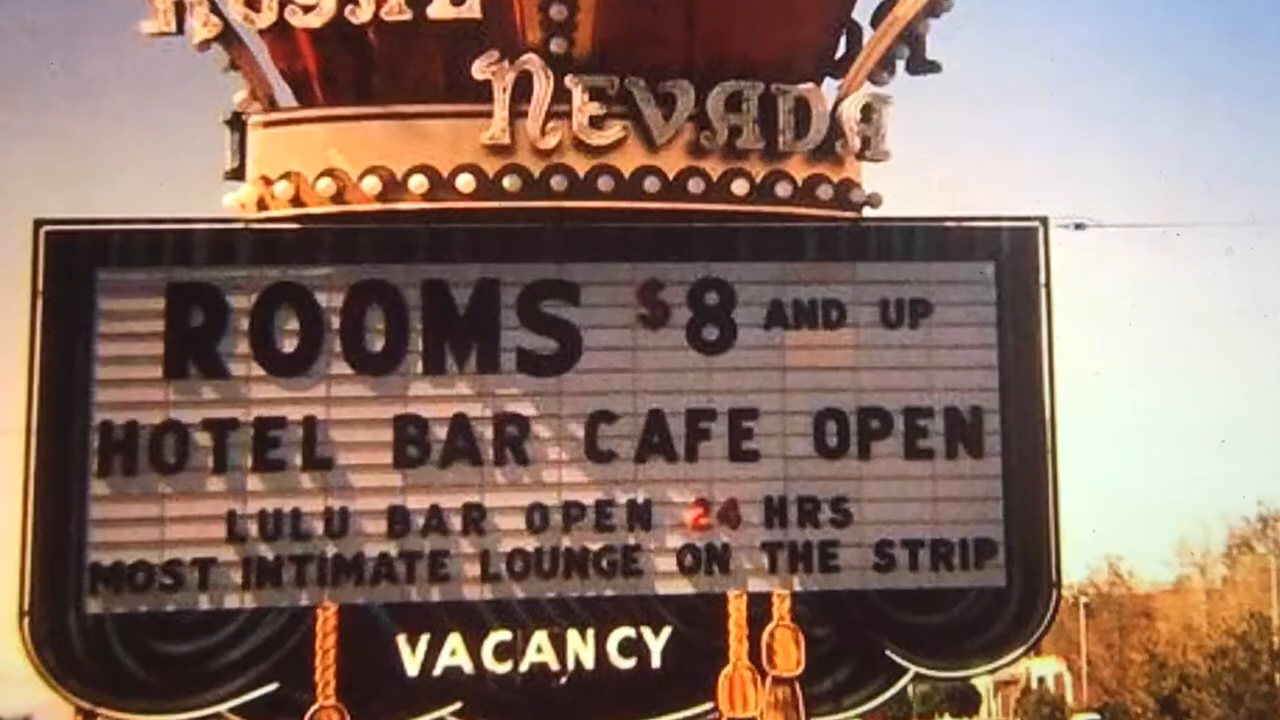 ROYAL
NEVADA
ROOMS $8 AND UP
HOTEL BAR CAFE OPEN
LULU BAR OPEN 24 HRS
MOST INTIMATE LOUNGE ON THE STRIP
VACANCY